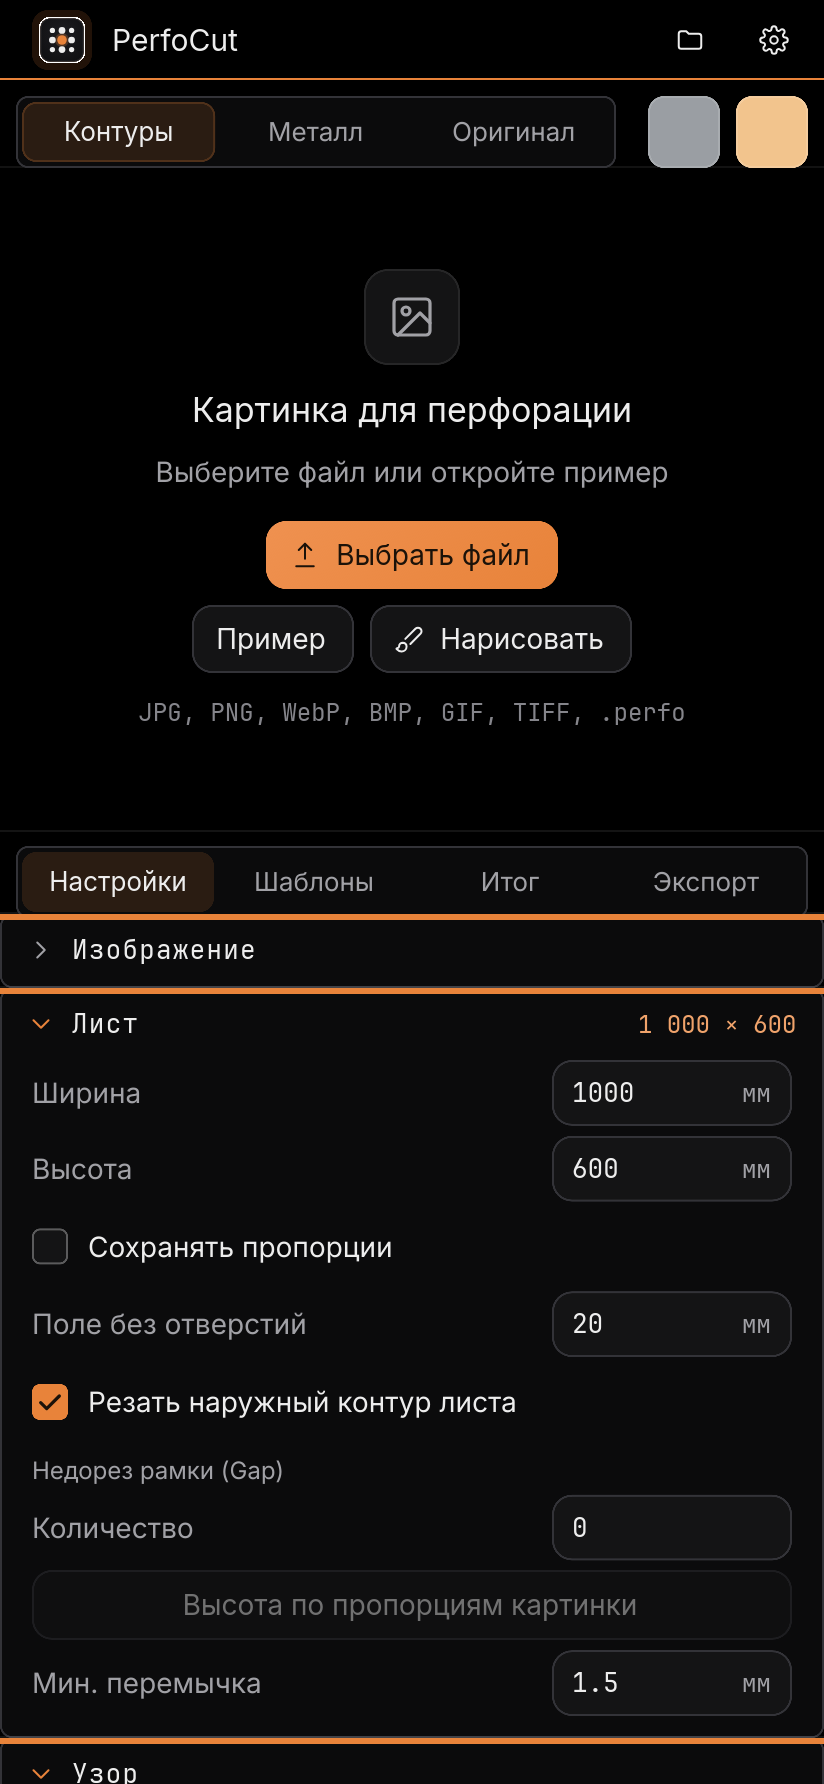 PerfoCut
Контуры Металл Оригинал
Картинка для перфорации
Выберите файл или откройте пример
Выбрать файл
Пример Нарисовать
JPG, PNG, WebP, BMP, GIF, TIFF, .perfo
Настройки Шаблоны Итог Экспорт
Изображение
Лист 1 000 × 600
Ширина 1000 мм
Высота 600 мм
Сохранять пропорции
Поле без отверстий 20 мм
Резать наружный контур листа
Недорез рамки (Gap)
Количество 0
Высота по пропорциям картинки
Мин. перемычка 1.5 мм
Узор